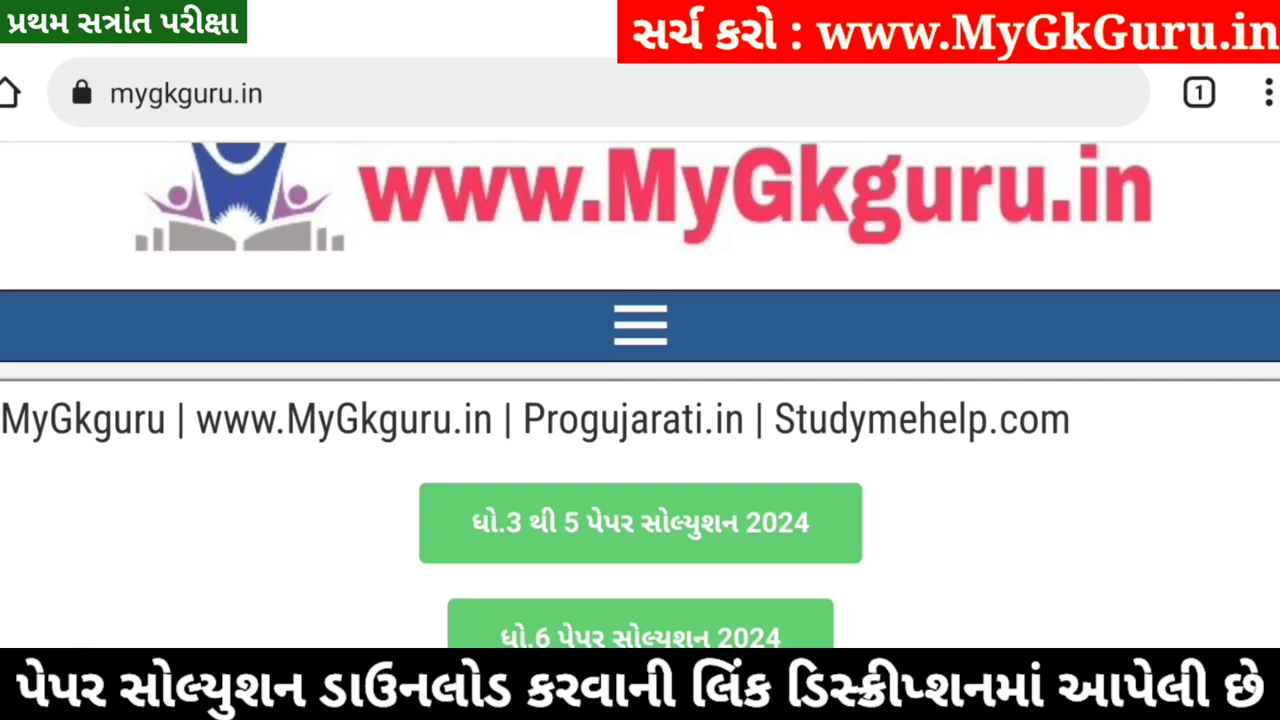 પ્રથમ સત્રાંત પરીક્ષા
સર્ચ કરો : www.MyGkGuru.in
mygkguru.in
1
www.MyGkguru.in
MyGkguru | www.MyGkguru.in | Progujarati.in | Studymehelp.com
ધો.3 થી 5 પેપર સોલ્યુશન 2024
ધો.6 પેપર સોલ્યુશન 2024
પેપર સોલ્યુશન ડાઉનલોડ કરવાની લિંક ડિસ્ક્રીપ્શનમાં આપેલી છે